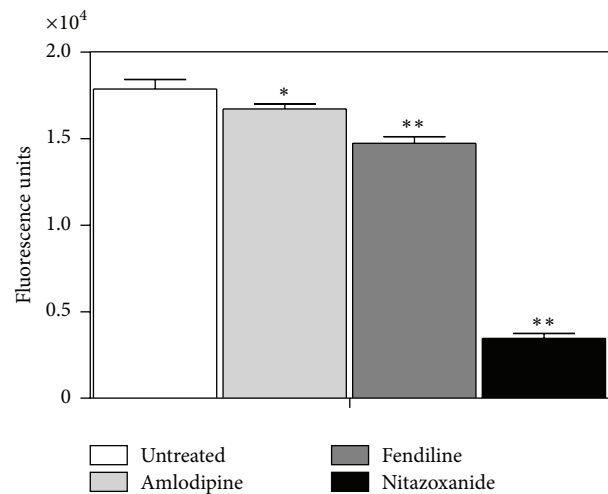 ×10⁴
2.0
*
**
1.5
Fluorescence units
1.0
0.5
**
0
Untreated
Fendiline
Amlodipine
Nitazoxanide